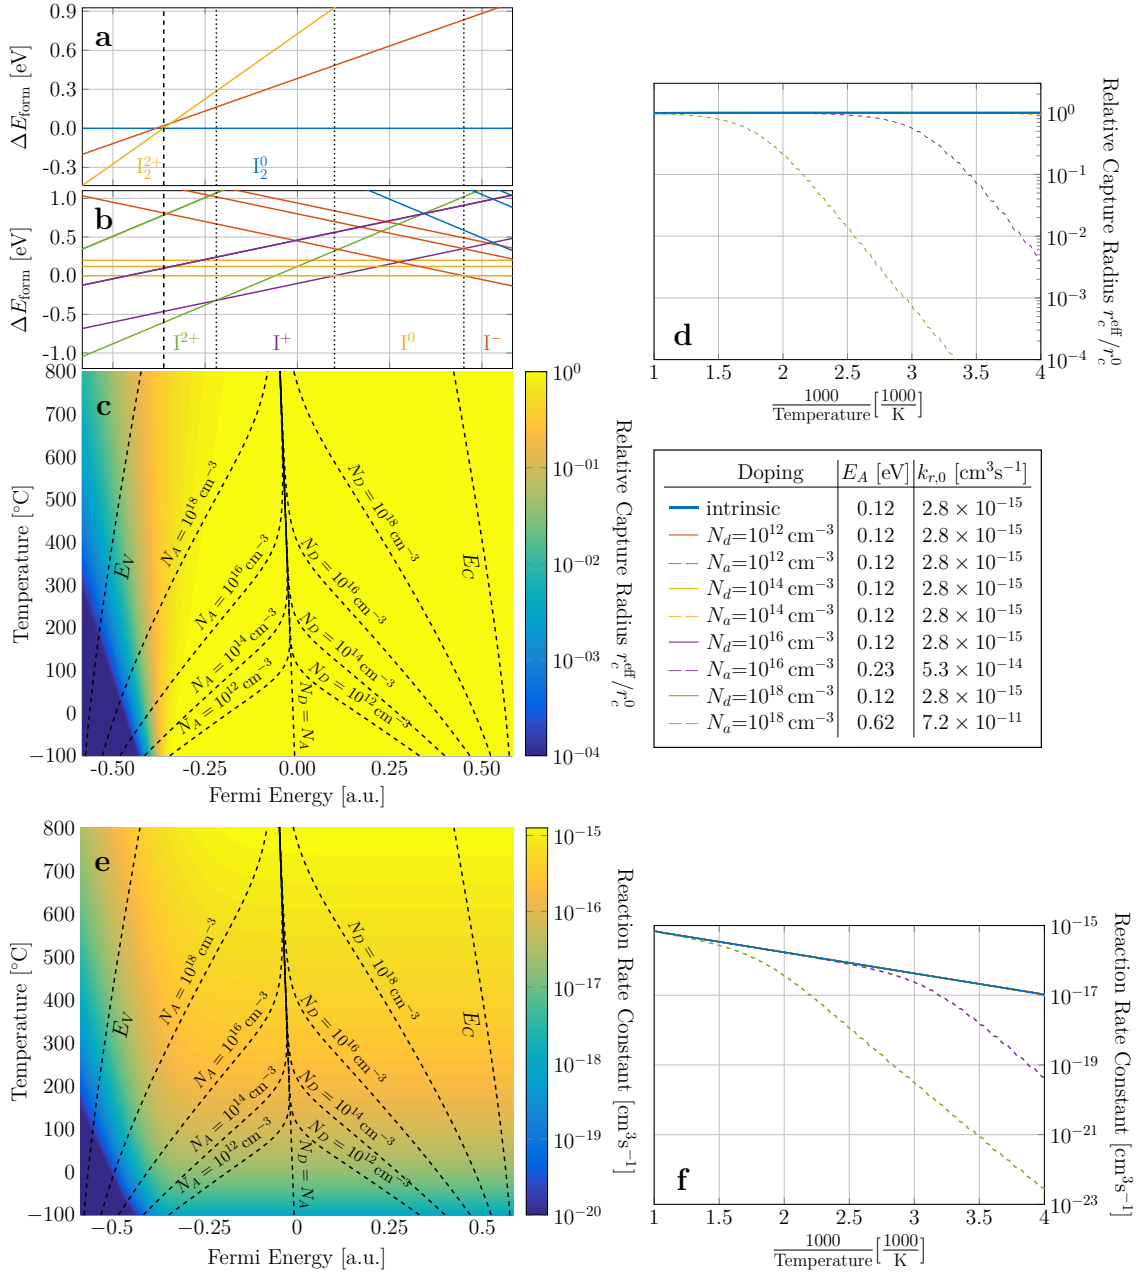 a
ΔE_form [eV]
0.9
0.6
0.3
0.0
-0.3
I₂²⁺
I₂⁰
b
ΔE_form [eV]
1.0
0.5
0.0
-0.5
-1.0
I²⁺
I⁺
I⁰
I⁻
c
Temperature [°C]
800
700
600
500
400
300
200
100
0
−100
E_V
N_A = 10¹⁸ cm⁻³
N_A = 10¹⁶ cm⁻³
N_A = 10¹⁴ cm⁻³
N_A = 10¹² cm⁻³
N_D = N_A
N_D = 10¹² cm⁻³
N_D = 10¹⁴ cm⁻³
N_D = 10¹⁶ cm⁻³
N_D = 10¹⁸ cm⁻³
E_C
-0.50
-0.25
0.00
0.25
0.50
Fermi Energy [a.u.]
10⁰
10⁻⁰¹
10⁻⁰²
10⁻⁰³
10⁻⁰⁴
Relative Capture Radius r_c^eff/r_c^0
d
10⁰
10⁻¹
10⁻²
10⁻³
10⁻⁴
Relative Capture Radius r_c^eff/r_c^0
1 1.5 2 2.5 3 3.5 4
1000/Temperature [1000/K]
Doping E_A [eV] k_r,0 [cm³s⁻¹]
intrinsic 0.12 2.8 × 10⁻¹⁵
N_d=10¹² cm⁻³ 0.12 2.8 × 10⁻¹⁵
N_a=10¹² cm⁻³ 0.12 2.8 × 10⁻¹⁵
N_d=10¹⁴ cm⁻³ 0.12 2.8 × 10⁻¹⁵
N_a=10¹⁴ cm⁻³ 0.12 2.8 × 10⁻¹⁵
N_d=10¹⁶ cm⁻³ 0.12 2.8 × 10⁻¹⁵
N_a=10¹⁶ cm⁻³ 0.23 5.3 × 10⁻¹⁴
N_d=10¹⁸ cm⁻³ 0.12 2.8 × 10⁻¹⁵
N_a=10¹⁸ cm⁻³ 0.62 7.2 × 10⁻¹¹
e
Temperature [°C]
800
700
600
500
400
300
200
100
0
−100
E_V
N_A = 10¹⁸ cm⁻³
N_A = 10¹⁶ cm⁻³
N_A = 10¹⁴ cm⁻³
N_A = 10¹² cm⁻³
N_D = N_A
N_D = 10¹² cm⁻³
N_D = 10¹⁴ cm⁻³
N_D = 10¹⁶ cm⁻³
N_D = 10¹⁸ cm⁻³
E_C
−0.5
−0.25
0
0.25
0.5
Fermi Energy [a.u.]
10⁻¹⁵
10⁻¹⁶
10⁻¹⁷
10⁻¹⁸
10⁻¹⁹
10⁻²⁰
Reaction Rate Constant [cm³s⁻¹]
f
10⁻¹⁵
10⁻¹⁷
10⁻¹⁹
10⁻²¹
10⁻²³
Reaction Rate Constant [cm³s⁻¹]
1 1.5 2 2.5 3 3.5 4
1000/Temperature [1000/K]